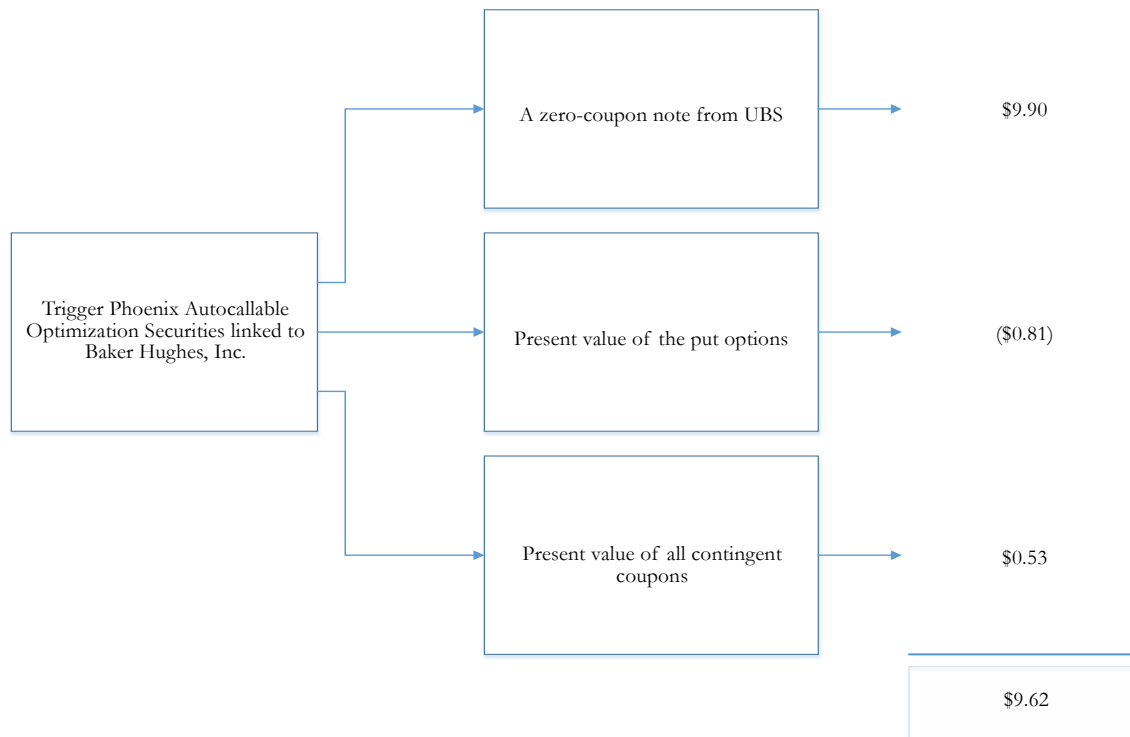 A zero-coupon note from UBS
$9.90
Trigger Phoenix Autocallable
Optimization Securities linked to
Baker Hughes, Inc.
Present value of the put options
($0.81)
Present value of all contingent
coupons
$0.53
$9.62